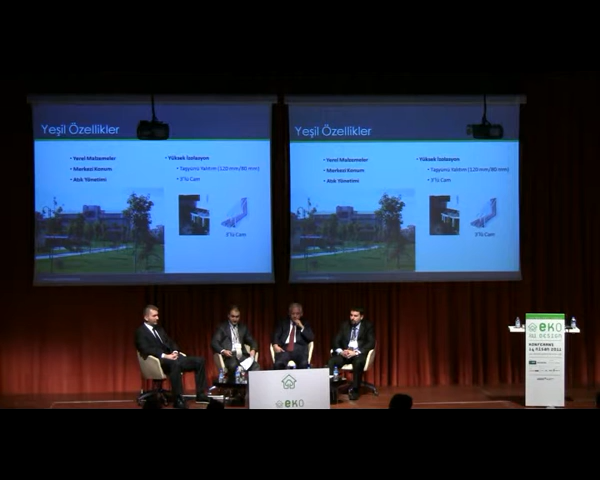 Yeşil Özellikler
• Yerel Malzemeler
• Merkezi Konum
• Atık Yönetimi
• Yüksek İzolasyon
• Taşyünü Yalıtım (120 mm/80 mm)
• 3'lü Cam
3'lü Cam
Yeşil Özellikler
• Yerel Malzemeler
• Merkezi Konum
• Atık Yönetimi
• Yüksek İzolasyon
• Taşyünü Yalıtım (120 mm/80 mm)
• 3'lü Cam
3'lü Cam
eko
eko
DESIGN
KONFERANS